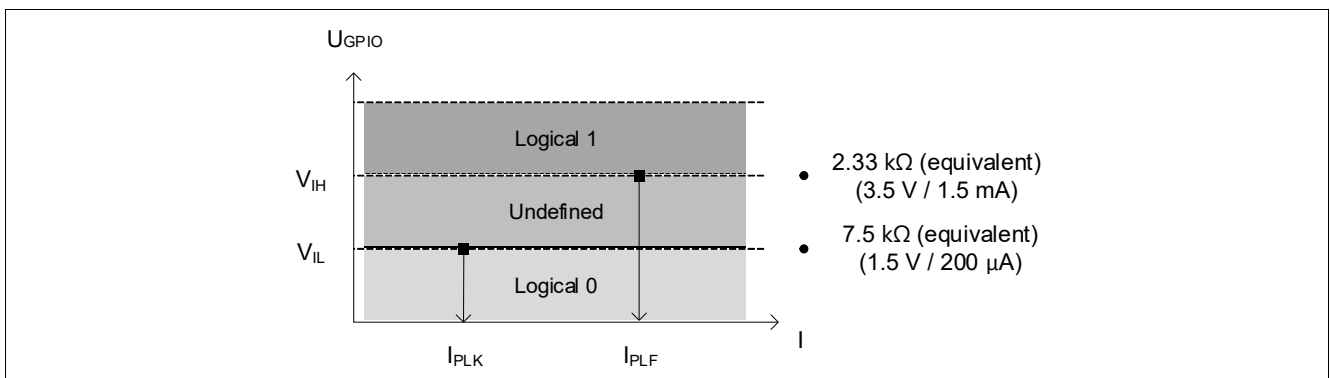 UGPIO
Logical 1
VIH
2.33 kΩ (equivalent)
(3.5 V / 1.5 mA)
Undefined
VIL
7.5 kΩ (equivalent)
(1.5 V / 200 µA)
Logical 0
I
IPLK
IPLF